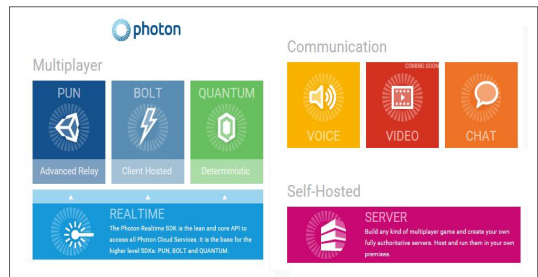 photon
Multiplayer
PUN
BOLT
QUANTUM
Advanced Relay
Client Hosted
Deterministic
REALTIME
The Photon Realtime SDK is the lean and core API to
access all Photon Cloud Services. It is the base for the
higher level SDKs: PUN, BOLT and QUANTUM.
Communication
COMING SOON
VOICE
VIDEO
CHAT
Self-Hosted
SERVER
Build any kind of multiplayer game and create your own
fully authoritative servers. Host and run them in your own
premises.